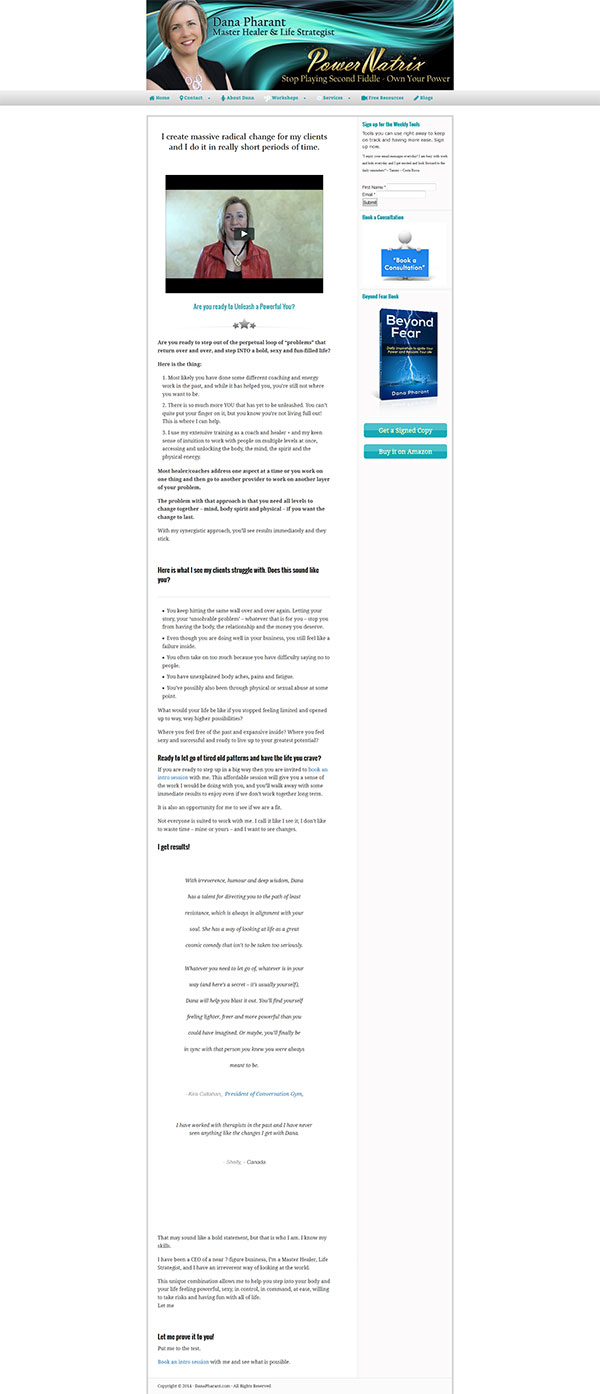 Dana Pharant
Master Healer & Life Strategist
PowerNatrix
Stop Playing Second Fiddle - Own Your Power
Home
Contact
About Dana
Workshops
Services
Free Resources
Blogs
I create massive radical change for my clients
and I do it in really short periods of time.
Are you ready to Unleash a Powerful You?
Are you ready to step out of the perpetual loop of "problems" that
return over and over, and step INTO a bold, sexy and fun-filled life?
Here is the thing:
1. Most likely you have done some different coaching and energy
work in the past, and while it has helped you, you're still not where
you want to be.
2. There is so much more YOU that has yet to be unleashed. You can't
quite put your finger on it, but you know you're not living full out!
This is where I can help.
3. I use my extensive training as a coach and healer + and my keen
sense of intuition to work with people on multiple levels at once,
accessing and unlocking the body, the mind, the spirit and the
physical energy.
Most healer/coaches address one aspect at a time or you work on
one thing and then go to another provider to work on another layer
of your problem.
The problem with that approach is that you need all levels to
change together – mind, body spirit and physical – if you want the
change to last.
With my synergistic approach, you'll see results immediately and they
stick.
Here is what I see my clients struggle with. Does this sound like
you?
• You keep hitting the same wall over and over again. Letting your
story, your 'unsolvable problem' – whatever that is for you – stop you
from having the body, the relationship and the money you deserve.
• Even though you are doing well in your business, you still feel like a
failure inside.
• You often take on too much because you have difficulty saying no to
people.
• You have unexplained body aches, pains and fatigue.
• You've possibly also been through physical or sexual abuse at some
point.
What would your life be like if you stopped feeling limited and opened
up to way, way higher possibilities?
Where you feel free of the past and expansive inside? Where you feel
sexy and successful and ready to live up to your greatest potential?
Ready to let go of tired old patterns and have the life you crave?
If you are ready to step up in a big way then you are invited to book an
intro session with me. This affordable session will give you a sense of
the work I would be doing with you, and you'll walk away with some
immediate results to enjoy even if we don't work together long term.
It is also an opportunity for me to see if we are a fit.
Not everyone is suited to work with me. I call it like I see it, I don't like
to waste time – mine or yours – and I want to see changes.
I get results!
With irreverence, humour and deep wisdom, Dana
has a talent for directing you to the path of least
resistance, which is always in alignment with your
soul. She has a way of looking at life as a great
cosmic comedy that isn't to be taken too seriously.
Whatever you need to let go of, whatever is in your
way (and here's a secret – it's usually yourself),
Dana will help you blast it out. You'll find yourself
feeling lighter, freer and more powerful than you
could have imagined. Or maybe, you'll finally be
in sync with that person you knew you were always
meant to be.
- Kira Callahan, President of Conversation Gym,
I have worked with therapists in the past and I have never
seen anything like the changes I get with Dana.
- Shelly, - Canada
That may sound like a bold statement, but that is who I am. I know my
skills.
I have been a CEO of a near 7-figure business, I'm a Master Healer, Life
Strategist, and I have an irreverent way of looking at the world.
This unique combination allows me to help you step into your body and
your life feeling powerful, sexy, in control, in command, at ease, willing
to take risks and having fun with all of life.
Let me
Let me prove it to you!
Put me to the test.
Book an intro session with me and see what is possible.
Sign up for the Weekly Tools
Tools you can use right away to keep
on track and having more ease. Sign
up now.
First Name *
Email *
Submit
Book a Consultation
"Book a
Consultation"
Beyond Fear Book
Beyond
Fear
Dana Pharant
Get a Signed Copy
Buy It on Amazon
Copyright © 2014 · DanaPharant.com · All Rights Reserved